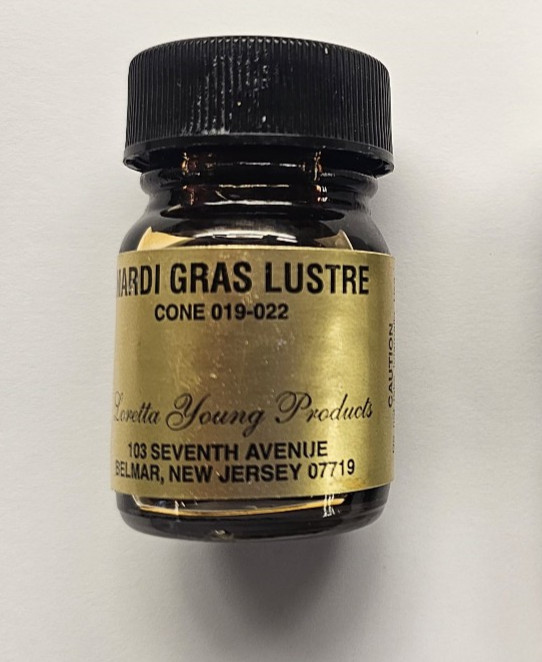 MARDI GRAS LUSTRE
CONE 019-022
Loretta Young Products
103 SEVENTH AVENUE
BELMAR, NEW JERSEY 07719
CAUTION